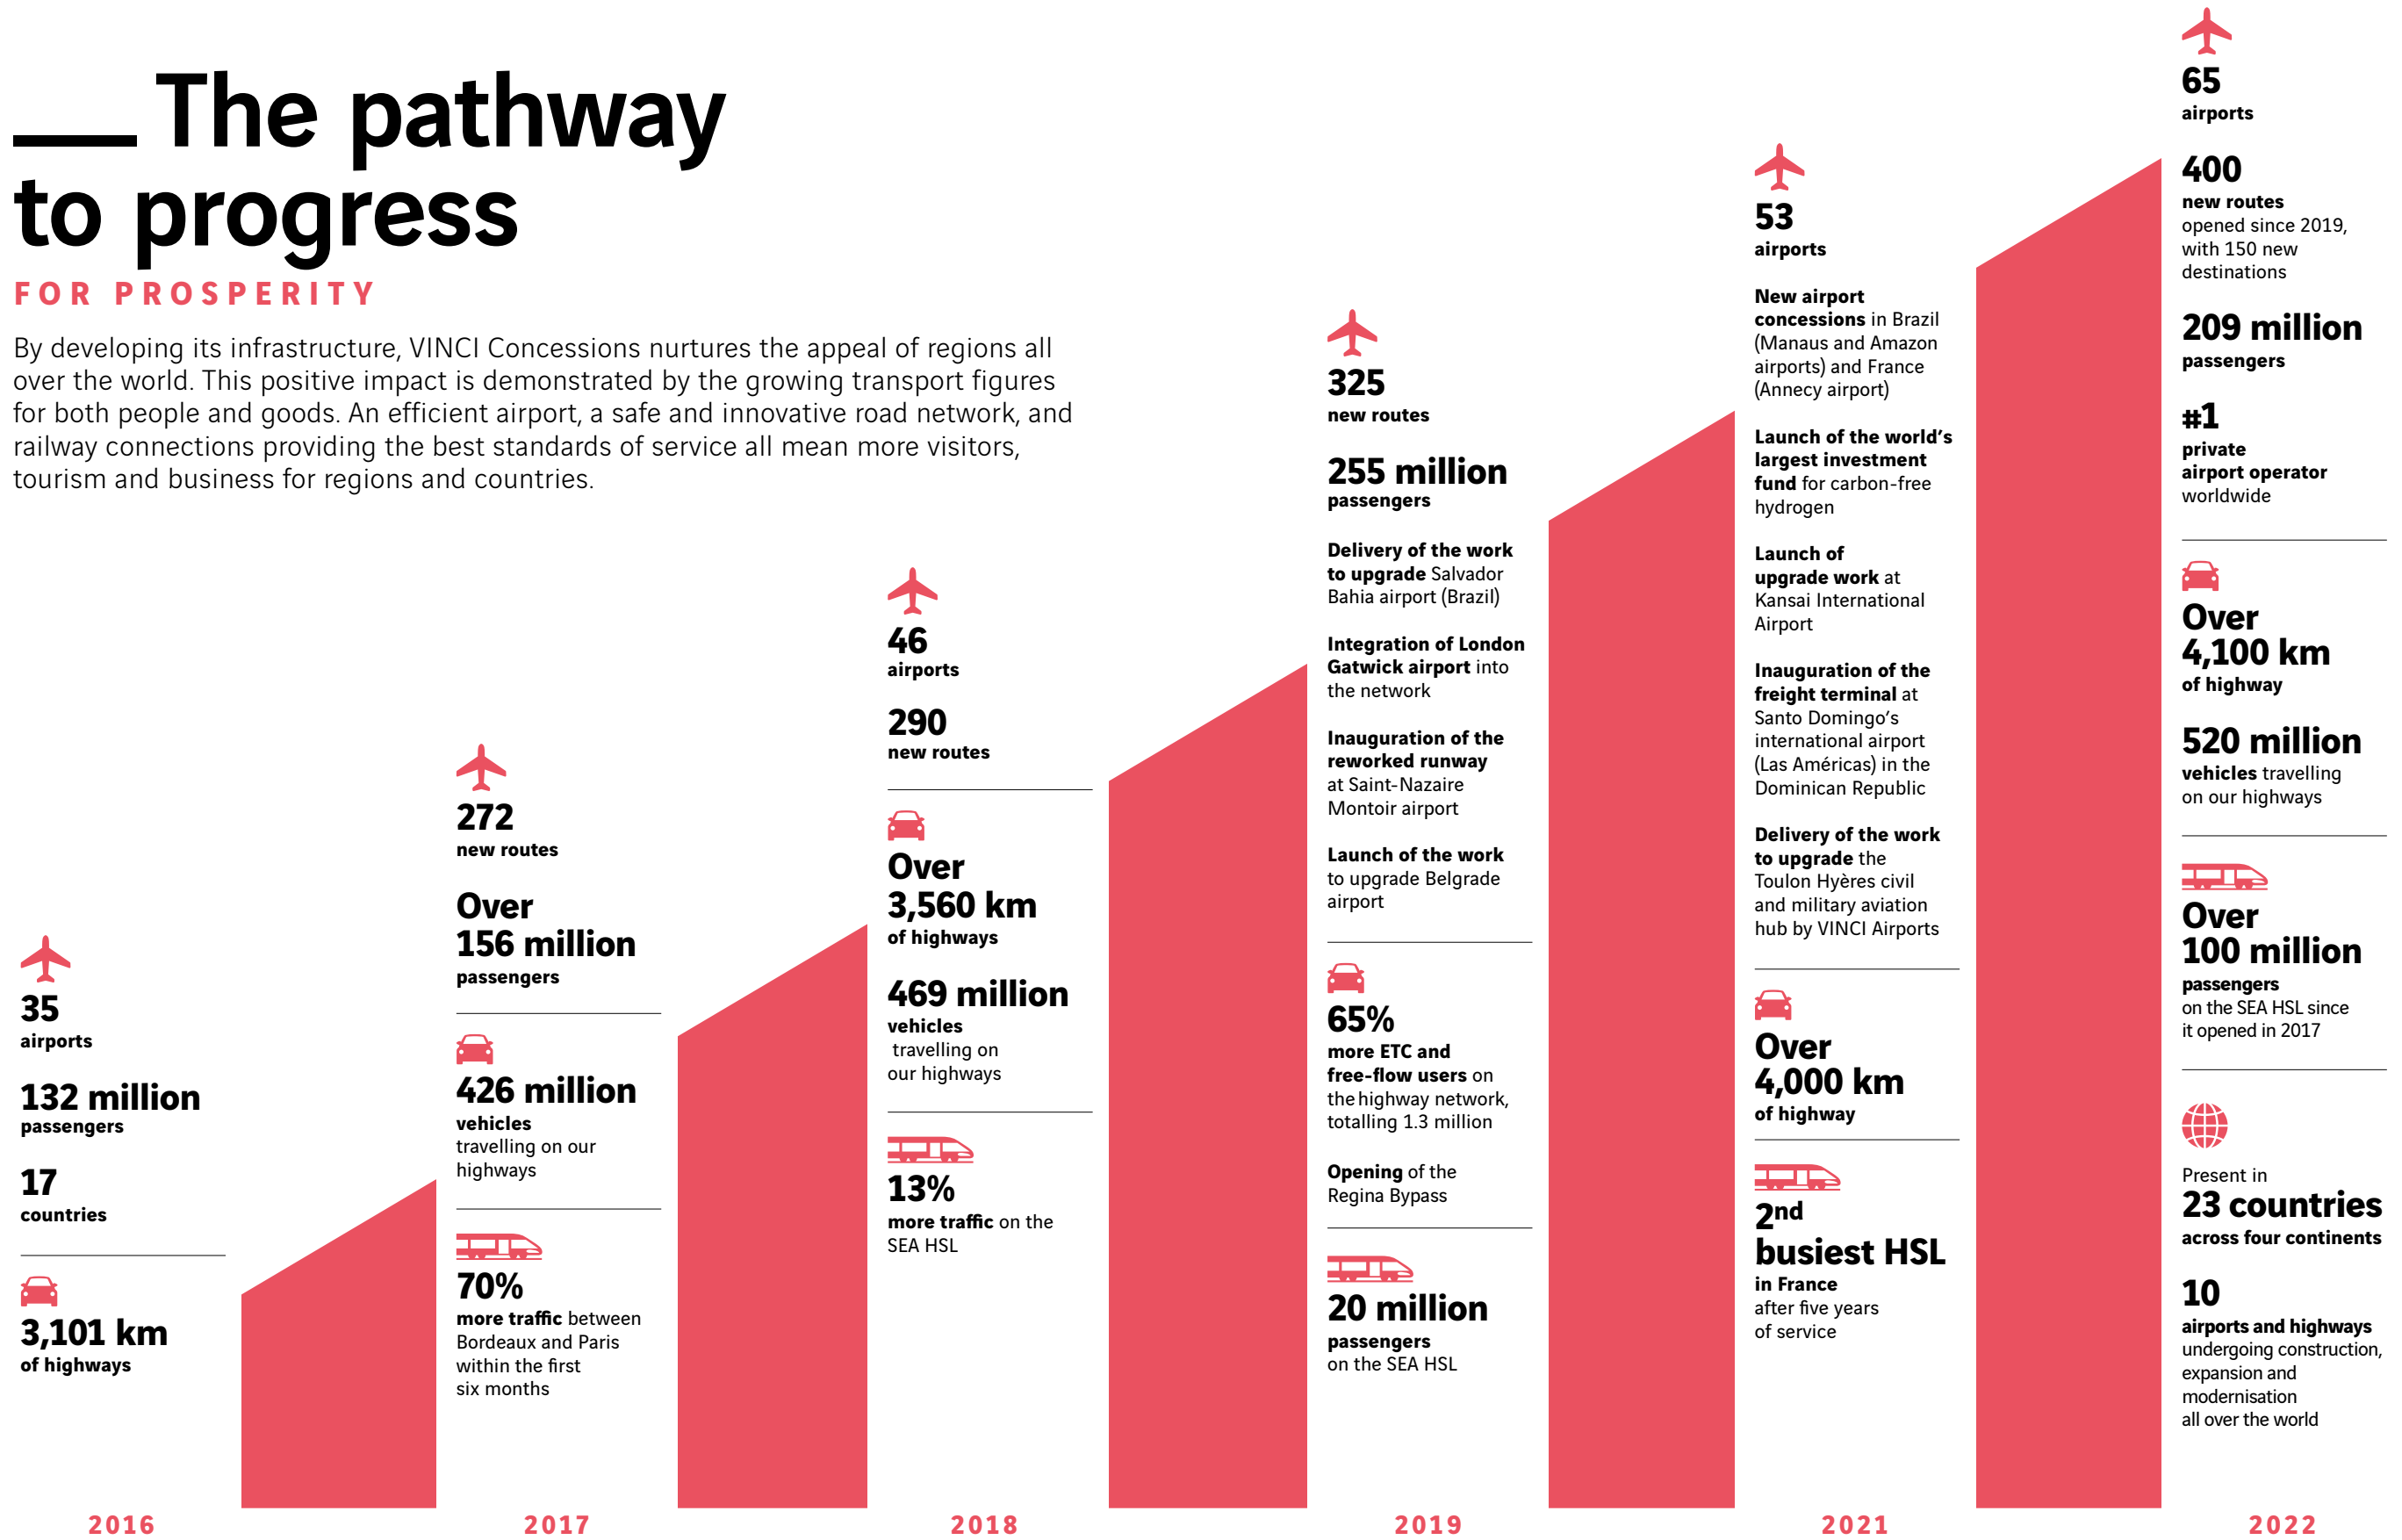 The pathway
to progress
FOR PROSPERITY
By developing its infrastructure, VINCI Concessions nurtures the appeal of regions all
over the world. This positive impact is demonstrated by the growing transport figures
for both people and goods. An efficient airport, a safe and innovative road network, and
railway connections providing the best standards of service all mean more visitors,
tourism and business for regions and countries.
35
airports
132 million
passengers
17
countries
3,101 km
of highways
2016
272
new routes
Over
156 million
passengers
426 million
vehicles
travelling on our
highways
70%
more traffic between
Bordeaux and Paris
within the first
six months
2017
46
airports
290
new routes
Over
3,560 km
of highways
469 million
vehicles
travelling on
our highways
13%
more traffic on the
SEA HSL
2018
325
new routes
255 million
passengers
Delivery of the work
to upgrade Salvador
Bahia airport (Brazil)
Integration of London
Gatwick airport into
the network
Inauguration of the
reworked runway
at Saint-Nazaire
Montoir airport
Launch of the work
to upgrade Belgrade
airport
65%
more ETC and
free-flow users on
the highway network,
totalling 1.3 million
Opening of the
Regina Bypass
20 million
passengers
on the SEA HSL
2019
53
airports
New airport
concessions in Brazil
(Manaus and Amazon
airports) and France
(Annecy airport)
Launch of the world's
largest investment
fund for carbon-free
hydrogen
Launch of
upgrade work at
Kansai International
Airport
Inauguration of the
freight terminal at
Santo Domingo's
international airport
(Las Américas) in the
Dominican Republic
Delivery of the work
to upgrade the
Toulon Hyères civil
and military aviation
hub by VINCI Airports
Over
4,000 km
of highway
2nd
busiest HSL
in France
after five years
of service
2021
65
airports
400
new routes
opened since 2019,
with 150 new
destinations
209 million
passengers
#1
private
airport operator
worldwide
Over
4,100 km
of highway
520 million
vehicles travelling
on our highways
Over
100 million
passengers
on the SEA HSL since
it opened in 2017
Present in
23 countries
across four continents
10
airports and highways
undergoing construction,
expansion and
modernisation
all over the world
2022